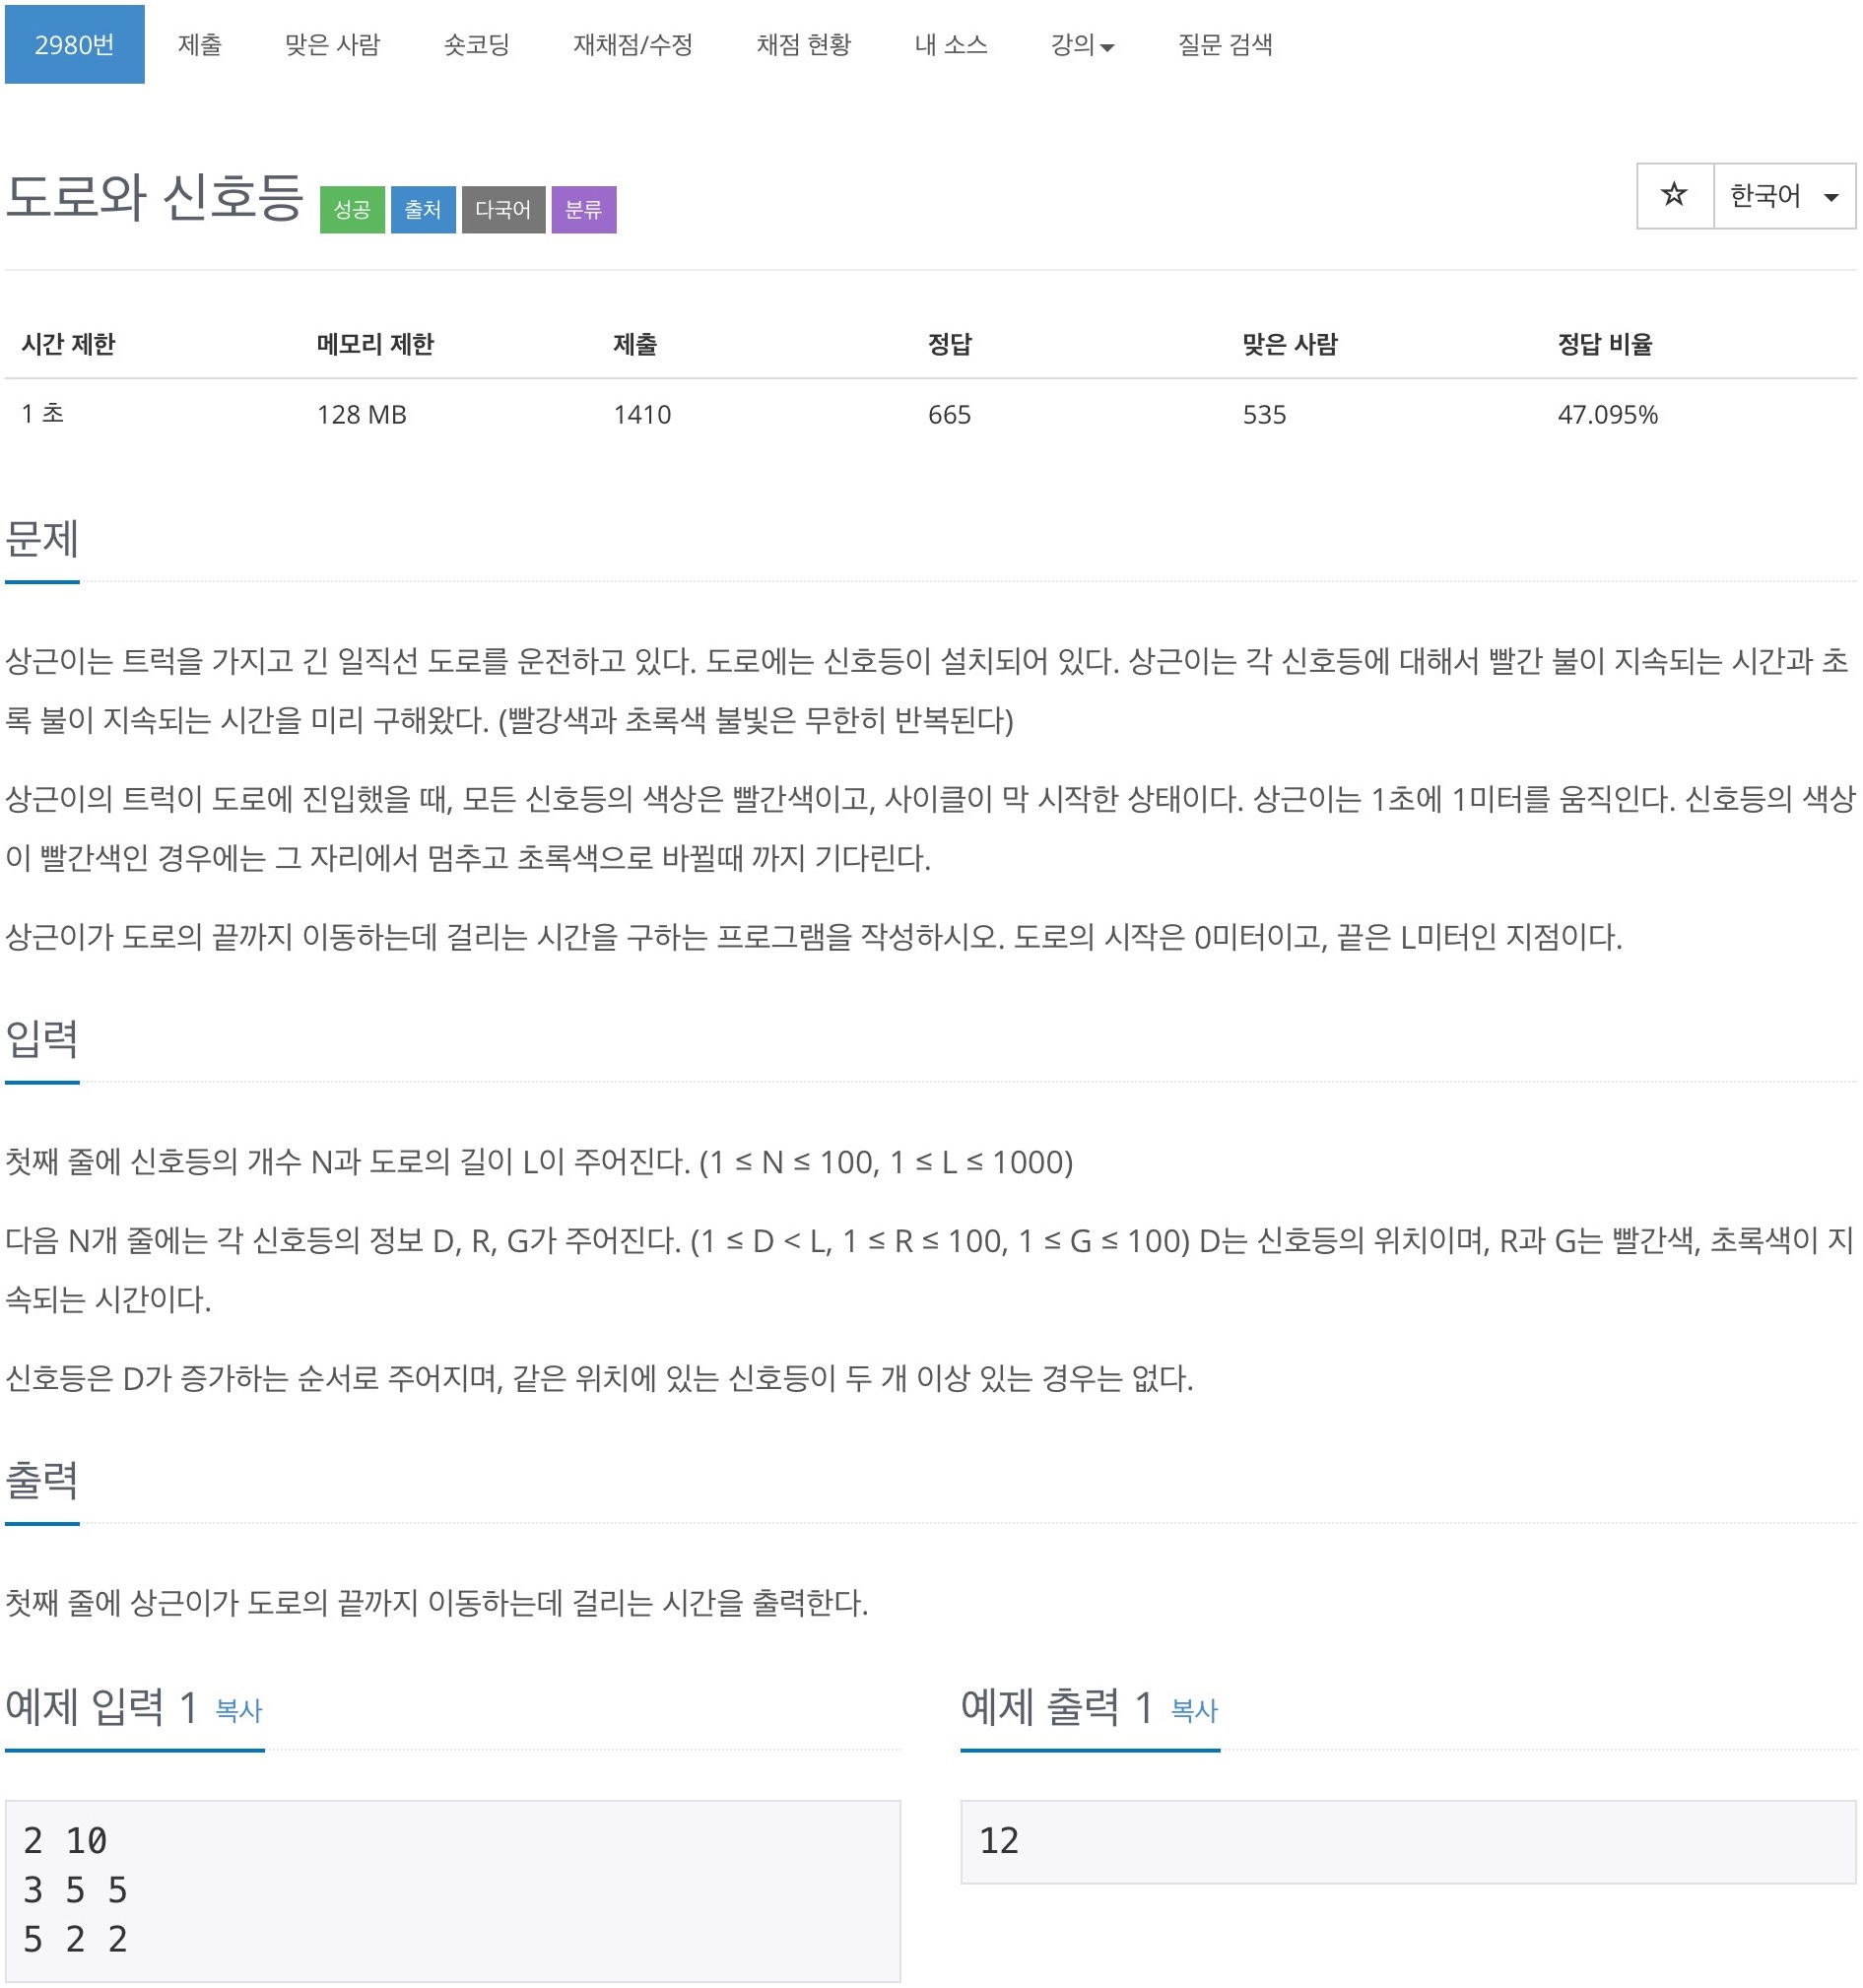 2980번 제출 맞은 사람 숏코딩 재채점/수정 채점 현황 내 소스 강의 질문 검색
도로와 신호등 성공 출처 다국어 분류 ☆ 한국어
시간 제한 메모리 제한 제출 정답 맞은 사람 정답 비율
1 초 128 MB 1410 665 535 47.095%
문제
상근이는 트럭을 가지고 긴 일직선 도로를 운전하고 있다. 도로에는 신호등이 설치되어 있다. 상근이는 각 신호등에 대해서 빨간 불이 지속되는 시간과 초
록 불이 지속되는 시간을 미리 구해왔다. (빨강색과 초록색 불빛은 무한히 반복된다)
상근이의 트럭이 도로에 진입했을 때, 모든 신호등의 색상은 빨간색이고, 사이클이 막 시작한 상태이다. 상근이는 1초에 1미터를 움직인다. 신호등의 색상
이 빨간색인 경우에는 그 자리에서 멈추고 초록색으로 바뀔때 까지 기다린다.
상근이가 도로의 끝까지 이동하는데 걸리는 시간을 구하는 프로그램을 작성하시오. 도로의 시작은 0미터이고, 끝은 L미터인 지점이다.
입력
첫째 줄에 신호등의 개수 N과 도로의 길이 L이 주어진다. (1 ≤ N ≤ 100, 1 ≤ L ≤ 1000)
다음 N개 줄에는 각 신호등의 정보 D, R, G가 주어진다. (1 ≤ D < L, 1 ≤ R ≤ 100, 1 ≤ G ≤ 100) D는 신호등의 위치이며, R과 G는 빨간색, 초록색이 지
속되는 시간이다.
신호등은 D가 증가하는 순서로 주어지며, 같은 위치에 있는 신호등이 두 개 이상 있는 경우는 없다.
출력
첫째 줄에 상근이가 도로의 끝까지 이동하는데 걸리는 시간을 출력한다.
예제 입력 1 복사 예제 출력 1 복사
2 10 12
3 5 5
5 2 2